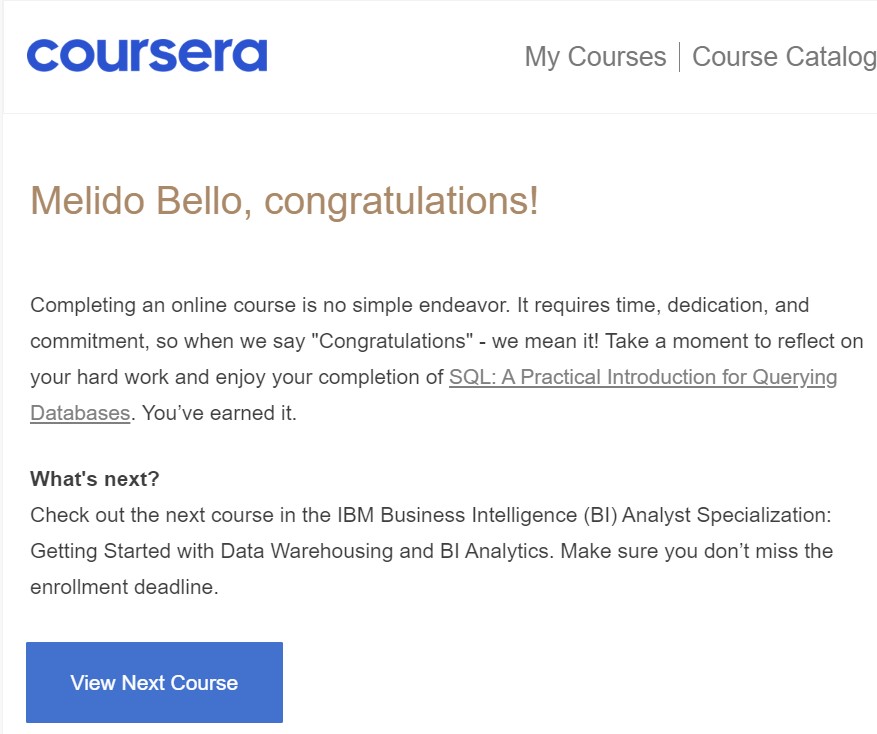 coursera
My Courses | Course Catalog
Melido Bello, congratulations!
Completing an online course is no simple endeavor. It requires time, dedication, and
commitment, so when we say "Congratulations" - we mean it! Take a moment to reflect on
your hard work and enjoy your completion of SQL: A Practical Introduction for Querying
Databases. You’ve earned it.
What's next?
Check out the next course in the IBM Business Intelligence (BI) Analyst Specialization:
Getting Started with Data Warehousing and BI Analytics. Make sure you don’t miss the
enrollment deadline.
View Next Course